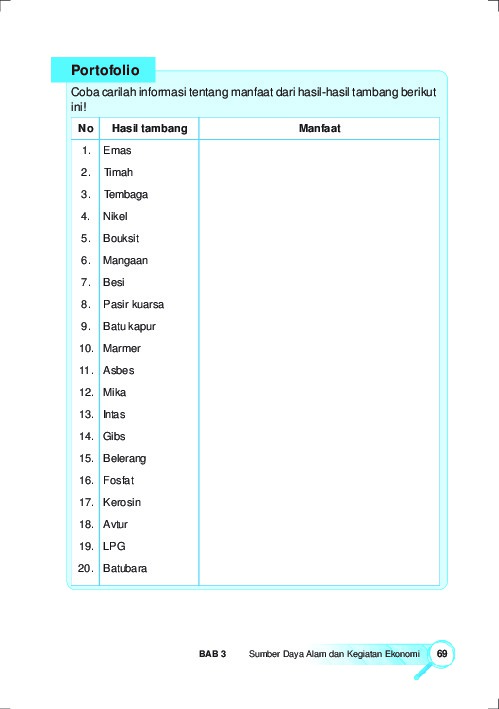 Portofolio
Coba carilah informasi tentang manfaat dari hasil-hasil tambang berikut
ini!
No Hasil tambang Manfaat
1. Emas
2. Timah
3. Tembaga
4. Nikel
5. Bouksit
6. Mangaan
7. Besi
8. Pasir kuarsa
9. Batu kapur
10. Marmer
11. Asbes
12. Mika
13. Intas
14. Gibs
15. Belerang
16. Fosfat
17. Kerosin
18. Avtur
19. LPG
20. Batubara
BAB 3 Sumber Daya Alam dan Kegiatan Ekonomi 69